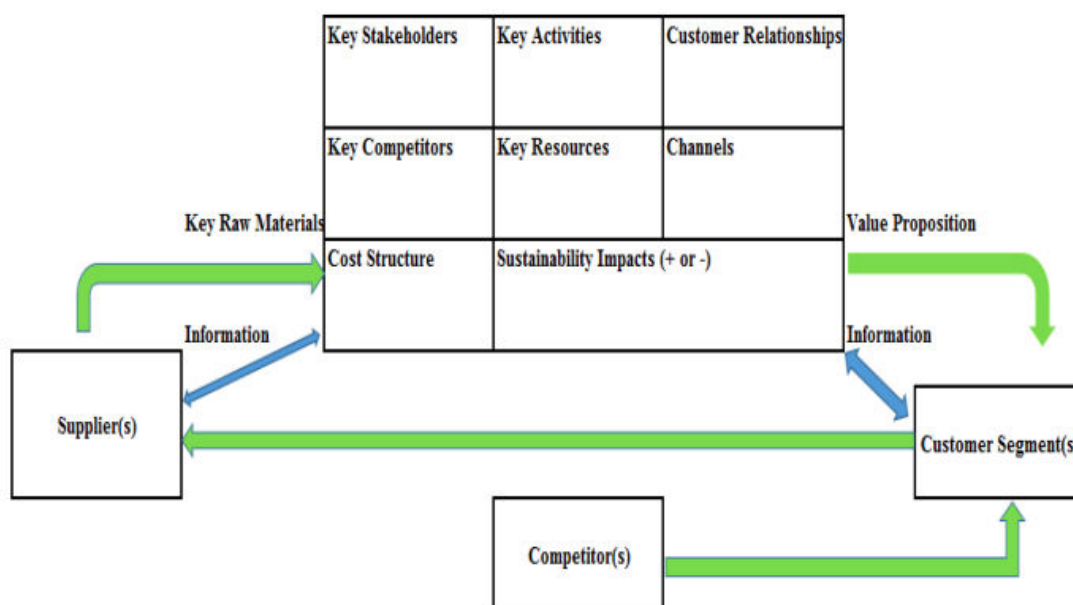 Key Stakeholders
Key Activities
Customer Relationships
Key Competitors
Key Resources
Channels
Key Raw Materials
Value Proposition
Cost Structure
Sustainability Impacts (+ or -)
Information
Information
Supplier(s)
Customer Segment(s
Competitor(s)